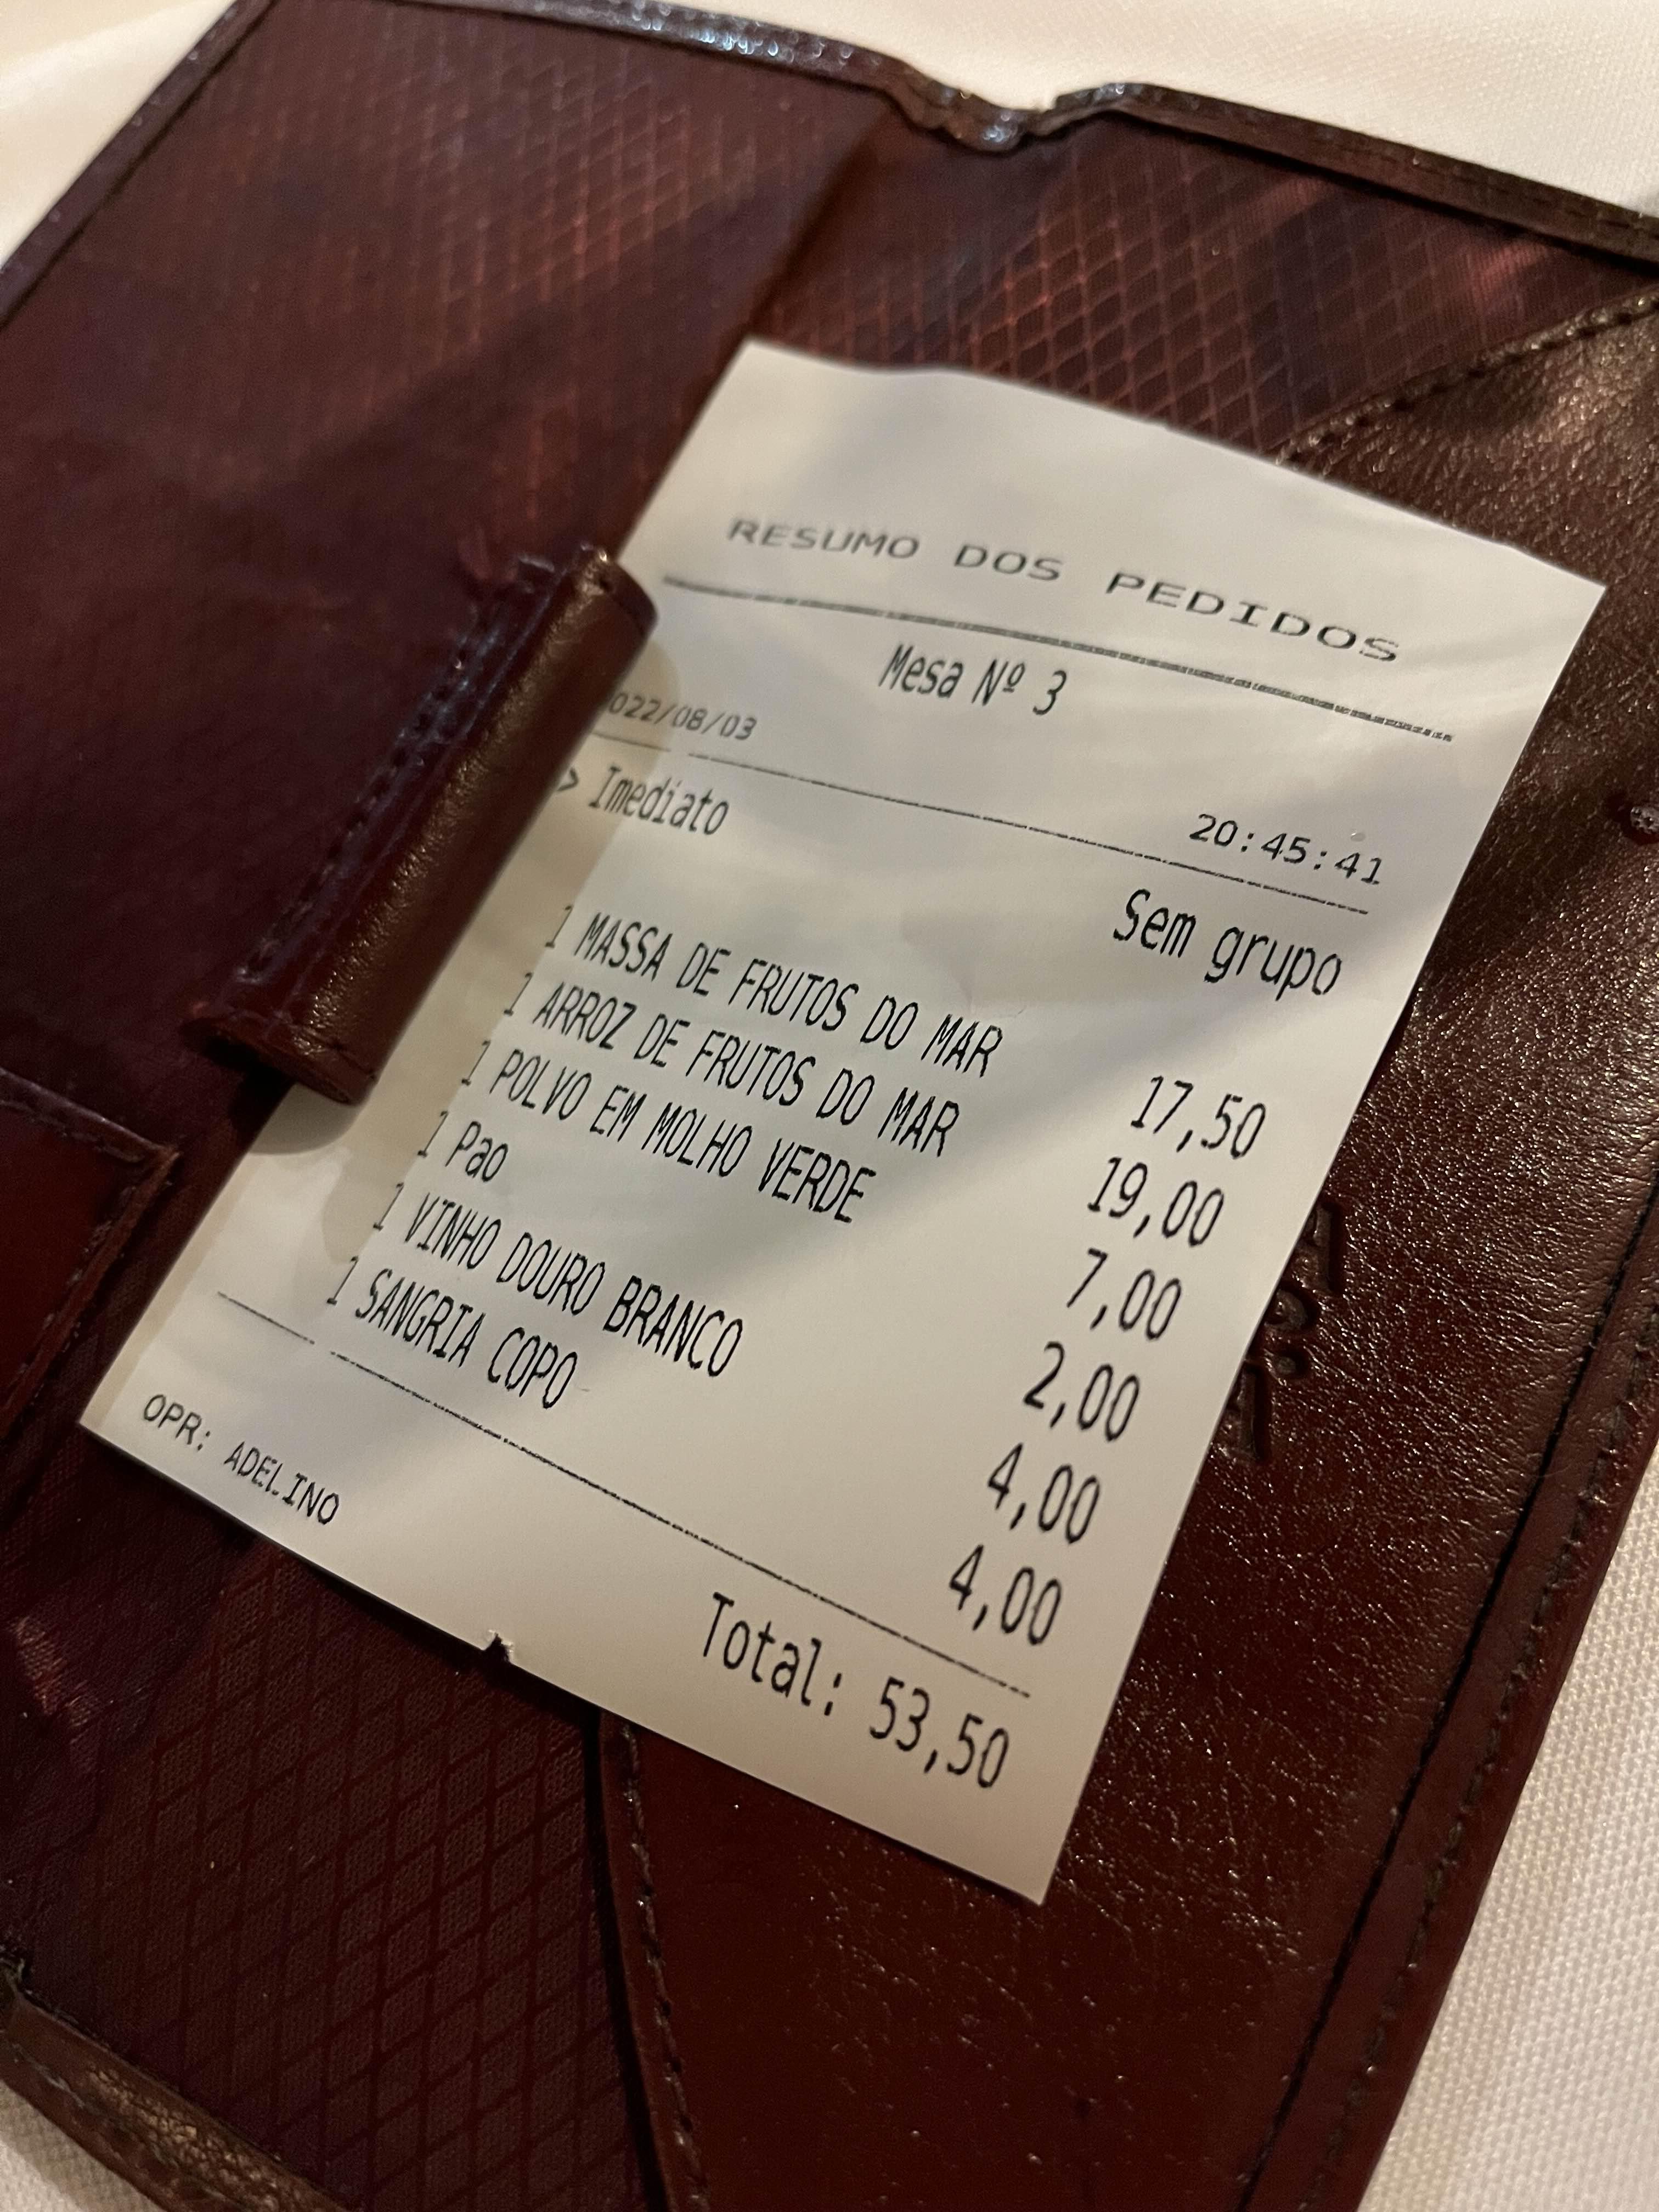 RESUMO DOS PEDIDOS
Mesa Nº 3
022/08/03 20:45:41
> Imediato Sem grupo
1 MASSA DE FRUTOS DO MAR 17,50
1 ARROZ DE FRUTOS DO MAR 19,00
1 POLVO EM MOLHO VERDE 7,00
1 Pao 2,00
1 VINHO DOURO BRANCO 4,00
1 SANGRIA COPO 4,00
Total: 53,50
OPR: ADELINO